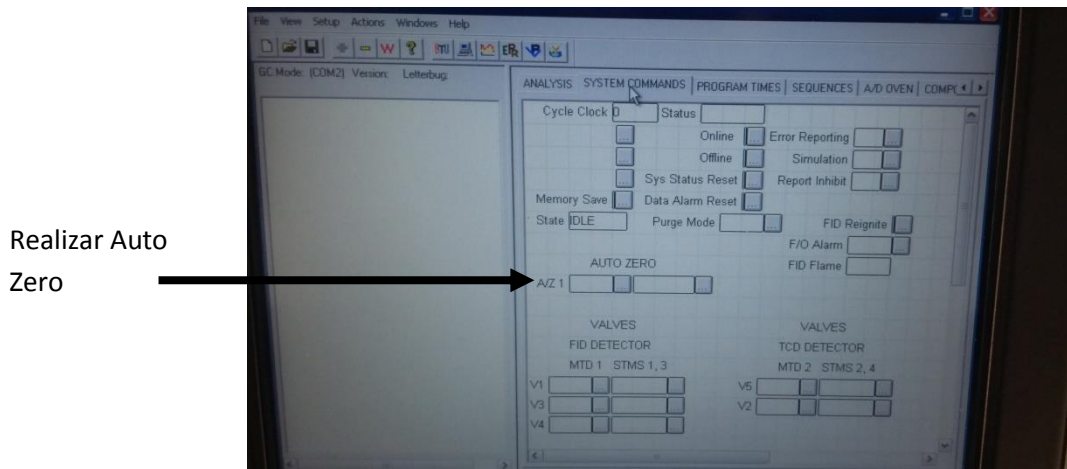 File View Setup Actions Windows Help
GC Mode: (COM2) Version: Letterbug:
ANALYSIS SYSTEM COMMANDS PROGRAM TIMES SEQUENCES A/D OVEN
Cycle Clock 0 Status
Online Error Reporting
Offline Simulation
Sys Status Reset Report Inhibit
Memory Save Data Alarm Reset
State IDLE Purge Mode FID Reignite
F/O Alarm
AUTO ZERO FID Flame
A/Z 1
Realizar Auto
Zero
VALVES VALVES
FID DETECTOR TCD DETECTOR
MTD 1 STMS 1, 3 MTD 2 STMS 2, 4
V1 V5
V3 V2
V4